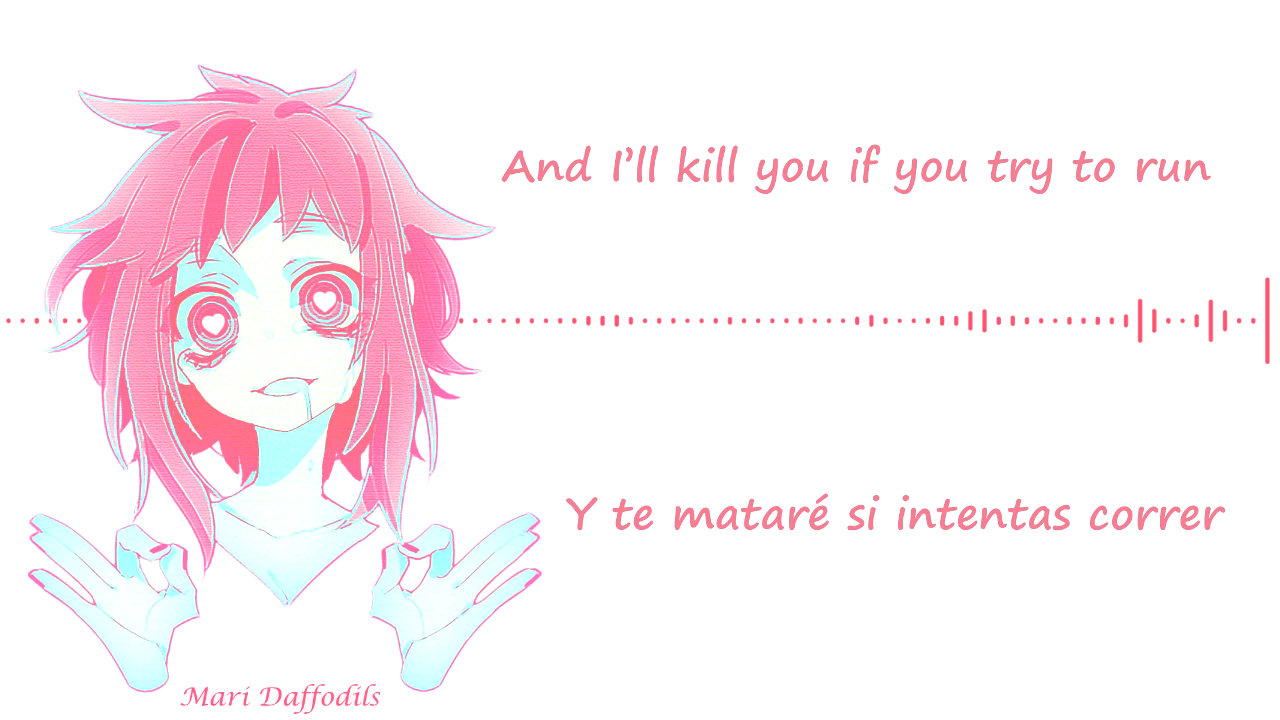 And I’ll kill you if you try to run
Y te mataré si intentas correr
Mari Daffodils